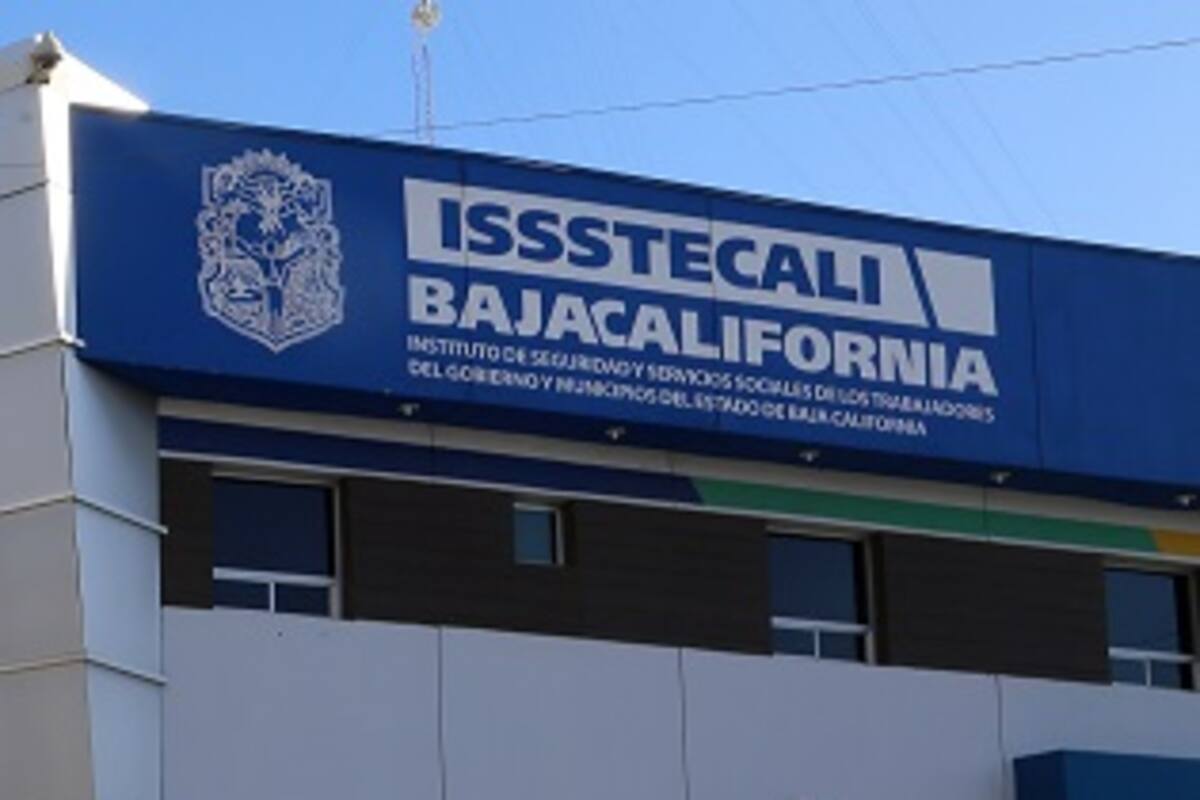 ISSSTECALI
BAJACALIFORNIA
INSTITUTO DE SEGURIDAD Y SERVICIOS SOCIALES DE LOS TRABAJADORES
DEL GOBIERNO Y MUNICIPIOS DEL ESTADO DE BAJA CALIFORNIA